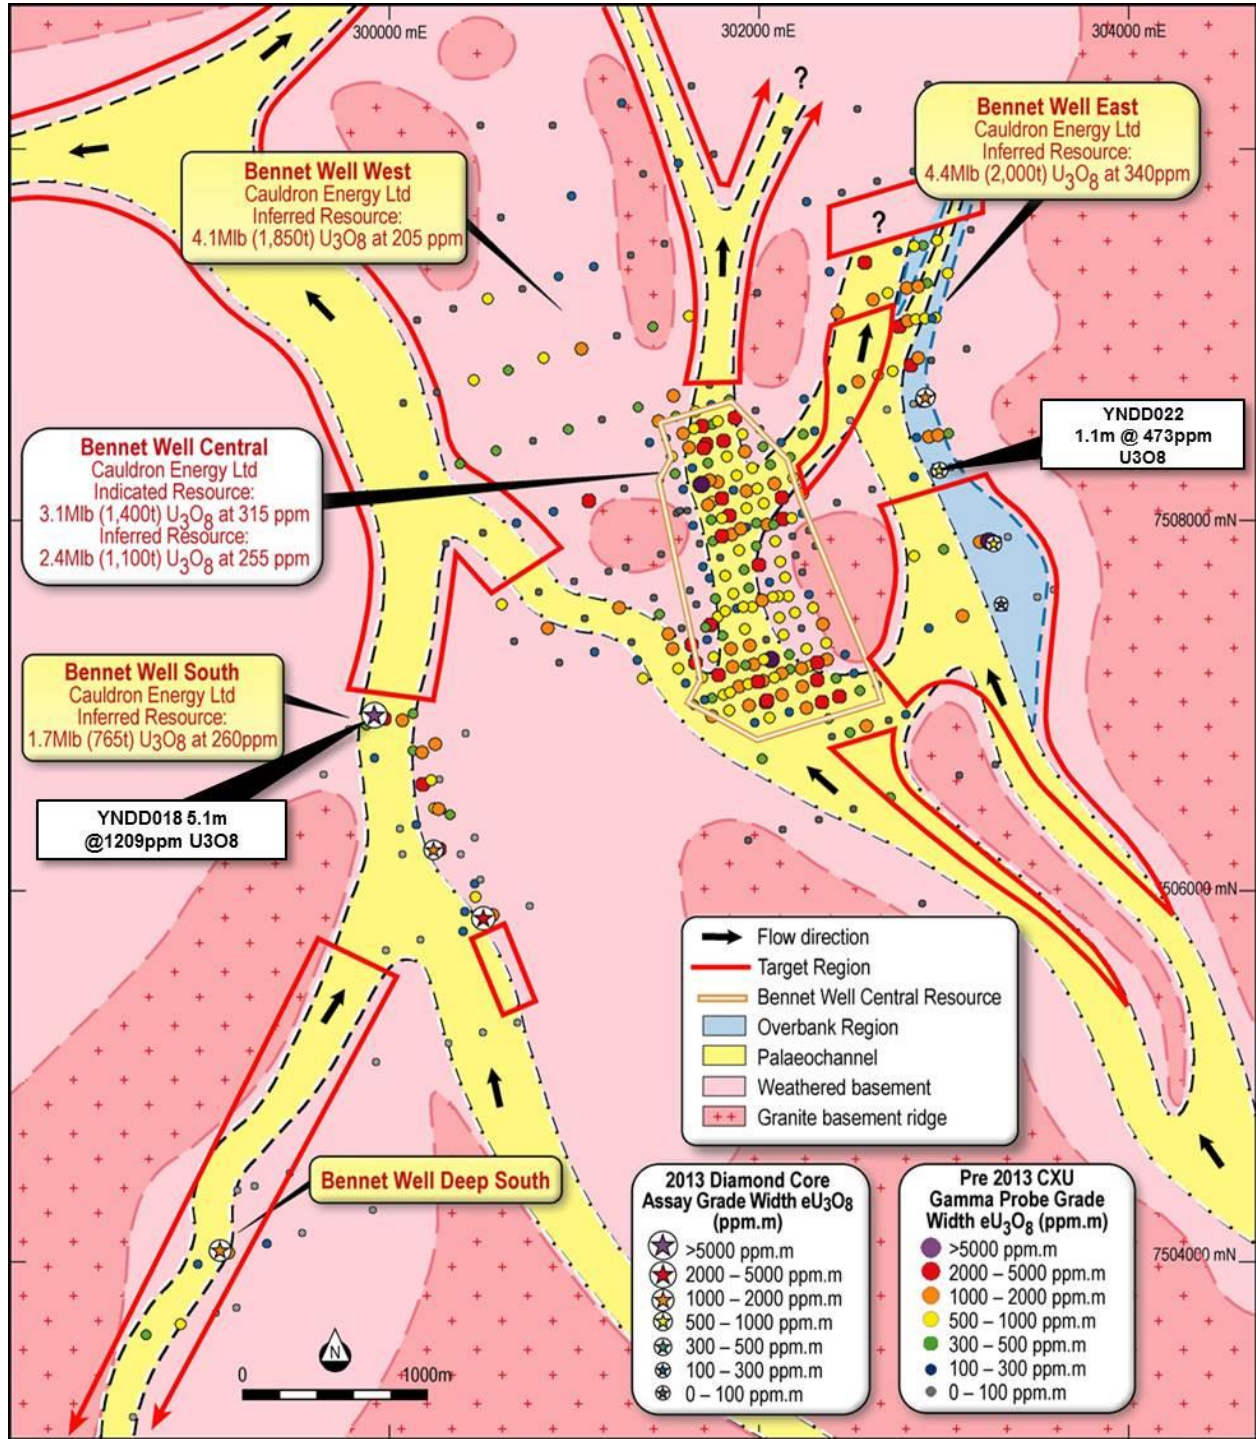 300000 mE
302000 mE
304000 mE
?
Bennet Well East
Cauldron Energy Ltd
Inferred Resource:
4.4Mlb (2,000t) U3O8 at 340ppm
Bennet Well West
Cauldron Energy Ltd
Inferred Resource:
4.1Mlb (1,850t) U3O8 at 205 ppm
?
YNDD022
1.1m @ 473ppm
U3O8
Bennet Well Central
Cauldron Energy Ltd
Indicated Resource:
3.1Mlb (1,400t) U3O8 at 315 ppm
Inferred Resource:
2.4Mlb (1,100t) U3O8 at 255 ppm
7508000 mN
Bennet Well South
Cauldron Energy Ltd
Inferred Resource:
1.7Mlb (765t) U3O8 at 260ppm
YNDD018 5.1m
@1209ppm U3O8
7506000 mN
Flow direction
Target Region
Bennet Well Central Resource
Overbank Region
Palaeochannel
Weathered basement
Granite basement ridge
Bennet Well Deep South
2013 Diamond Core
Assay Grade Width eU3O8
(ppm.m)
>5000 ppm.m
2000 – 5000 ppm.m
1000 – 2000 ppm.m
500 – 1000 ppm.m
300 – 500 ppm.m
100 – 300 ppm.m
0 – 100 ppm.m
Pre 2013 CXU
Gamma Probe Grade
Width eU3O8 (ppm.m)
>5000 ppm.m
2000 – 5000 ppm.m
1000 – 2000 ppm.m
500 – 1000 ppm.m
300 – 500 ppm.m
100 – 300 ppm.m
0 – 100 ppm.m
7504000 mN
N
0 1000m